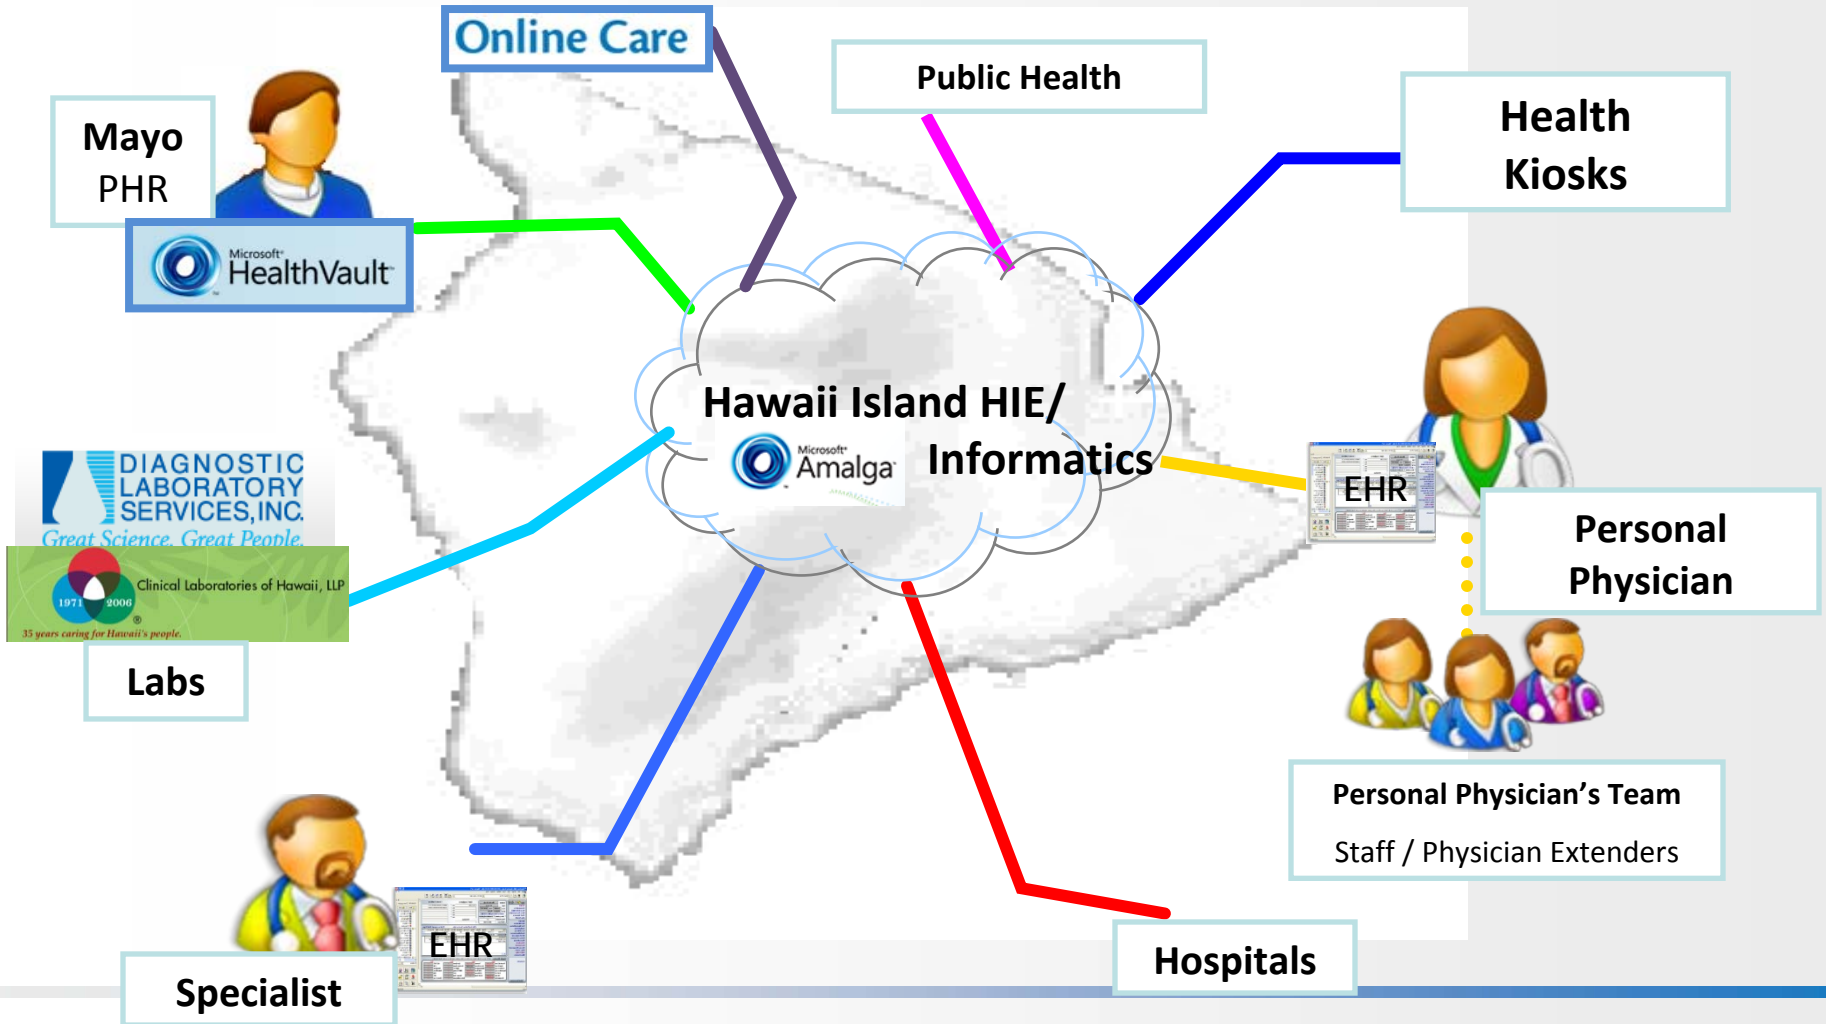 Online Care
Public Health
Health
Kiosks
Mayo
PHR
Microsoft®
HealthVault™
Hawaii Island HIE/
Informatics
Microsoft®
Amalga™
DIAGNOSTIC
LABORATORY
SERVICES, INC.
Great Science. Great People.
Clinical Laboratories of Hawaii, LLP
1971 2006
®
35 years caring for Hawaii's people.
Labs
EHR
Personal
Physician
Personal Physician’s Team
Staff / Physician Extenders
EHR
Specialist
Hospitals